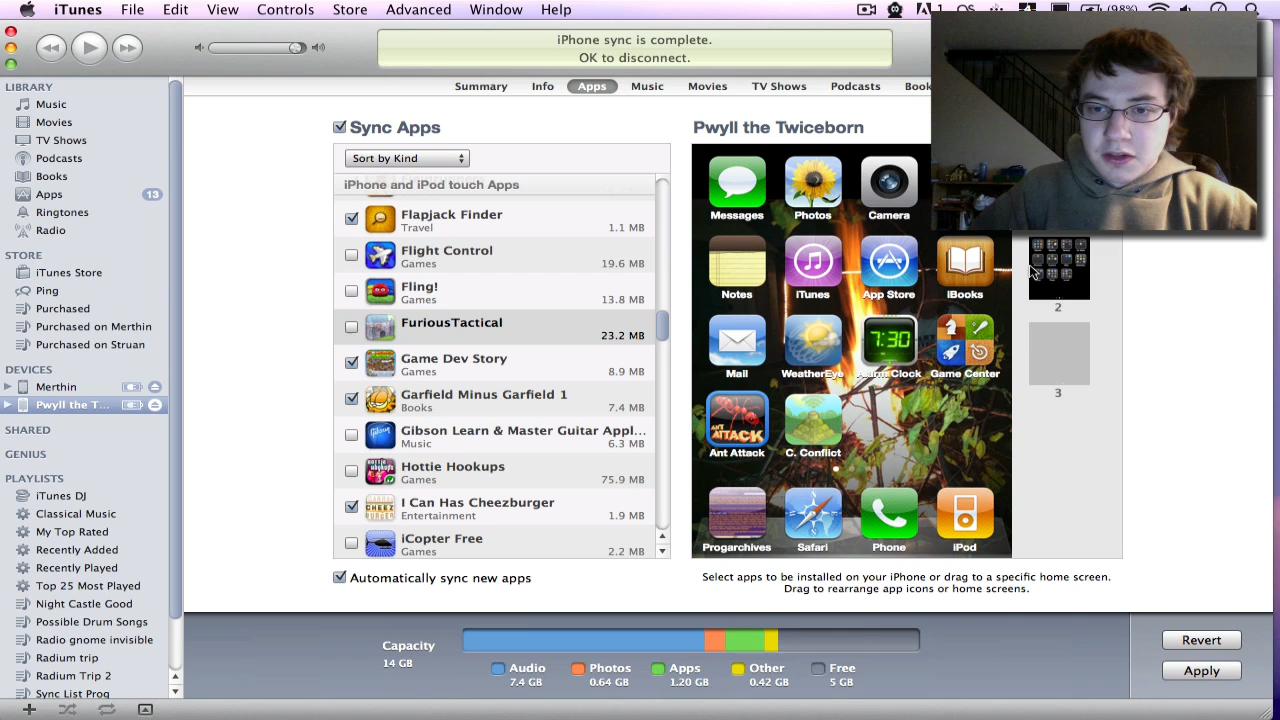 iTunes File Edit View Controls Store Advanced Window Help
(98%)
iPhone sync is complete.
OK to disconnect.
LIBRARY
Music
Movies
TV Shows
Podcasts
Books
Apps 13
Ringtones
Radio
STORE
iTunes Store
Ping
Purchased
Purchased on Merthin
Purchased on Struan
DEVICES
Merthin
Pwyll the T...
SHARED
GENIUS
PLAYLISTS
iTunes DJ
Classical Music
My Top Rated
Recently Added
Recently Played
Top 25 Most Played
Night Castle Good
Possible Drum Songs
Radio gnome invisible
Radium trip
Radium Trip 2
Sync List Prog
Summary Info Apps Music Movies TV Shows Podcasts Book
Sync Apps
Sort by Kind
iPhone and iPod touch Apps
Flapjack Finder
Travel 1.1 MB
Flight Control
Games 19.6 MB
Fling!
Games 13.8 MB
FuriousTactical
23.2 MB
Game Dev Story
Games 8.9 MB
Garfield Minus Garfield 1
Books 7.4 MB
Gibson Learn & Master Guitar Appl...
Music 6.3 MB
Hottie Hookups
Games 75.9 MB
I Can Has Cheezburger
Entertainment 1.9 MB
iCopter Free
Games 2.2 MB
Automatically sync new apps
Pwyll the Twiceborn
Messages Photos Camera
Notes iTunes App Store iBooks
7:30
Mail WeatherEye Alarm Clock Game Center
ANT ATTACK
Ant Attack C. Conflict
Progarchives Safari Phone iPod
2
3
Select apps to be installed on your iPhone or drag to a specific home screen.
Drag to rearrange app icons or home screens.
Capacity
14 GB
Audio
7.4 GB
Photos
0.64 GB
Apps
1.20 GB
Other
0.42 GB
Free
5 GB
Revert
Apply